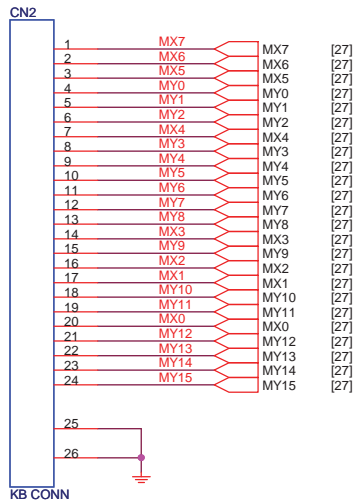 CN2
1 MX7 MX7 [27]
2 MX6 MX6 [27]
3 MX5 MX5 [27]
4 MY0 MY0 [27]
5 MY1 MY1 [27]
6 MY2 MY2 [27]
7 MX4 MX4 [27]
8 MY3 MY3 [27]
9 MY4 MY4 [27]
10 MY5 MY5 [27]
11 MY6 MY6 [27]
12 MY7 MY7 [27]
13 MY8 MY8 [27]
14 MX3 MX3 [27]
15 MY9 MY9 [27]
16 MX2 MX2 [27]
17 MX1 MX1 [27]
18 MY10 MY10 [27]
19 MY11 MY11 [27]
20 MX0 MX0 [27]
21 MY12 MY12 [27]
22 MY13 MY13 [27]
23 MY14 MY14 [27]
24 MY15 MY15 [27]
25
26
KB CONN